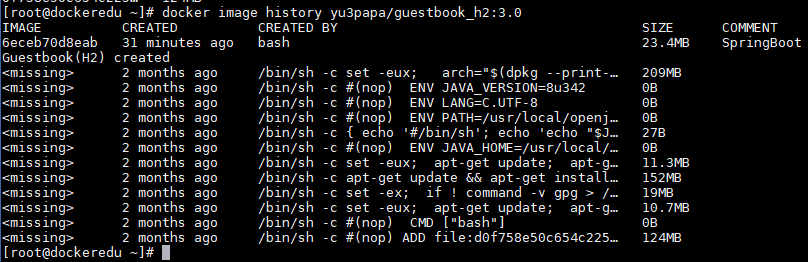 [root@dockeredu ~]# docker image history yu3papa/guestbook_h2:3.0
IMAGE CREATED CREATED BY SIZE COMMENT
6eceb70d8eab 31 minutes ago bash 23.4MB SpringBoot
Guestbook(H2) created
<missing> 2 months ago /bin/sh -c set -eux; arch="$(dpkg --print-… 209MB
<missing> 2 months ago /bin/sh -c #(nop) ENV JAVA_VERSION=8u342 0B
<missing> 2 months ago /bin/sh -c #(nop) ENV LANG=C.UTF-8 0B
<missing> 2 months ago /bin/sh -c #(nop) ENV PATH=/usr/local/openj… 0B
<missing> 2 months ago /bin/sh -c { echo '#/bin/sh'; echo 'echo "$J… 27B
<missing> 2 months ago /bin/sh -c #(nop) ENV JAVA_HOME=/usr/local/… 0B
<missing> 2 months ago /bin/sh -c set -eux; apt-get update; apt-g… 11.3MB
<missing> 2 months ago /bin/sh -c apt-get update && apt-get install… 152MB
<missing> 2 months ago /bin/sh -c set -ex; if ! command -v gpg > /… 19MB
<missing> 2 months ago /bin/sh -c set -eux; apt-get update; apt-g… 10.7MB
<missing> 2 months ago /bin/sh -c #(nop) CMD ["bash"] 0B
<missing> 2 months ago /bin/sh -c #(nop) ADD file:d0f758e50c654c225… 124MB
[root@dockeredu ~]#